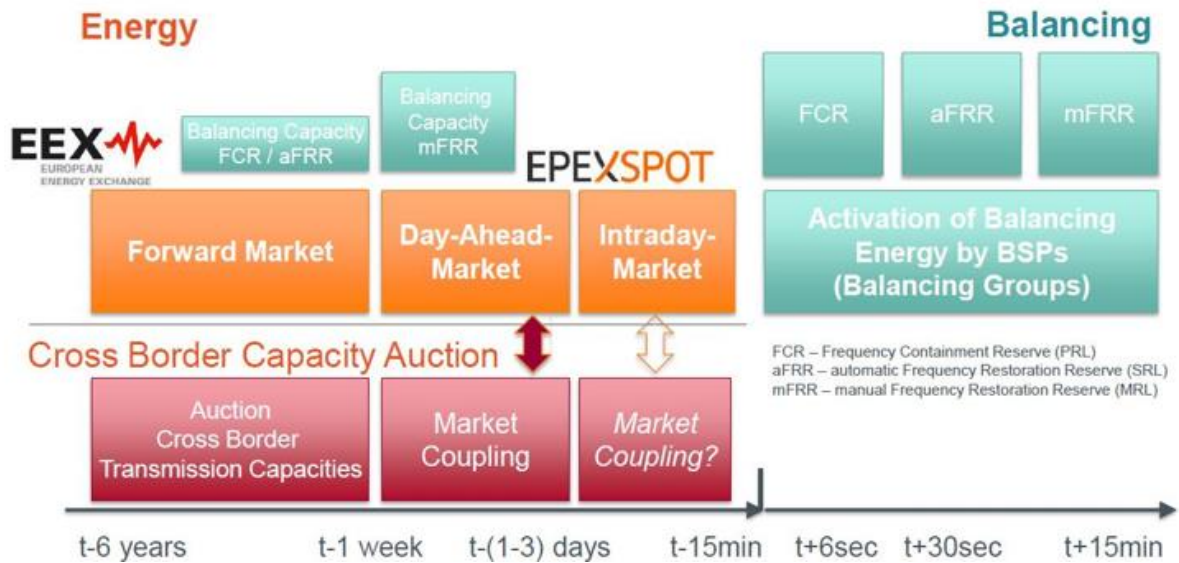 Energy
Balancing
Balancing Capacity
FCR / aFRR
Balancing
Capacity
mFRR
FCR
aFRR
mFRR
EEX
EUROPEAN
ENERGY EXCHANGE
EPEXSPOT
Forward Market
Day-Ahead-
Market
Intraday-
Market
Activation of Balancing
Energy by BSPs
(Balancing Groups)
Cross Border Capacity Auction
FCR – Frequency Containment Reserve (PRL)
aFRR – automatic Frequency Restoration Reserve (SRL)
mFRR – manual Frequency Restoration Reserve (MRL)
Auction
Cross Border
Transmission Capacities
Market
Coupling
Market
Coupling?
t-6 years
t-1 week
t-(1-3) days
t-15min
t+6sec
t+30sec
t+15min